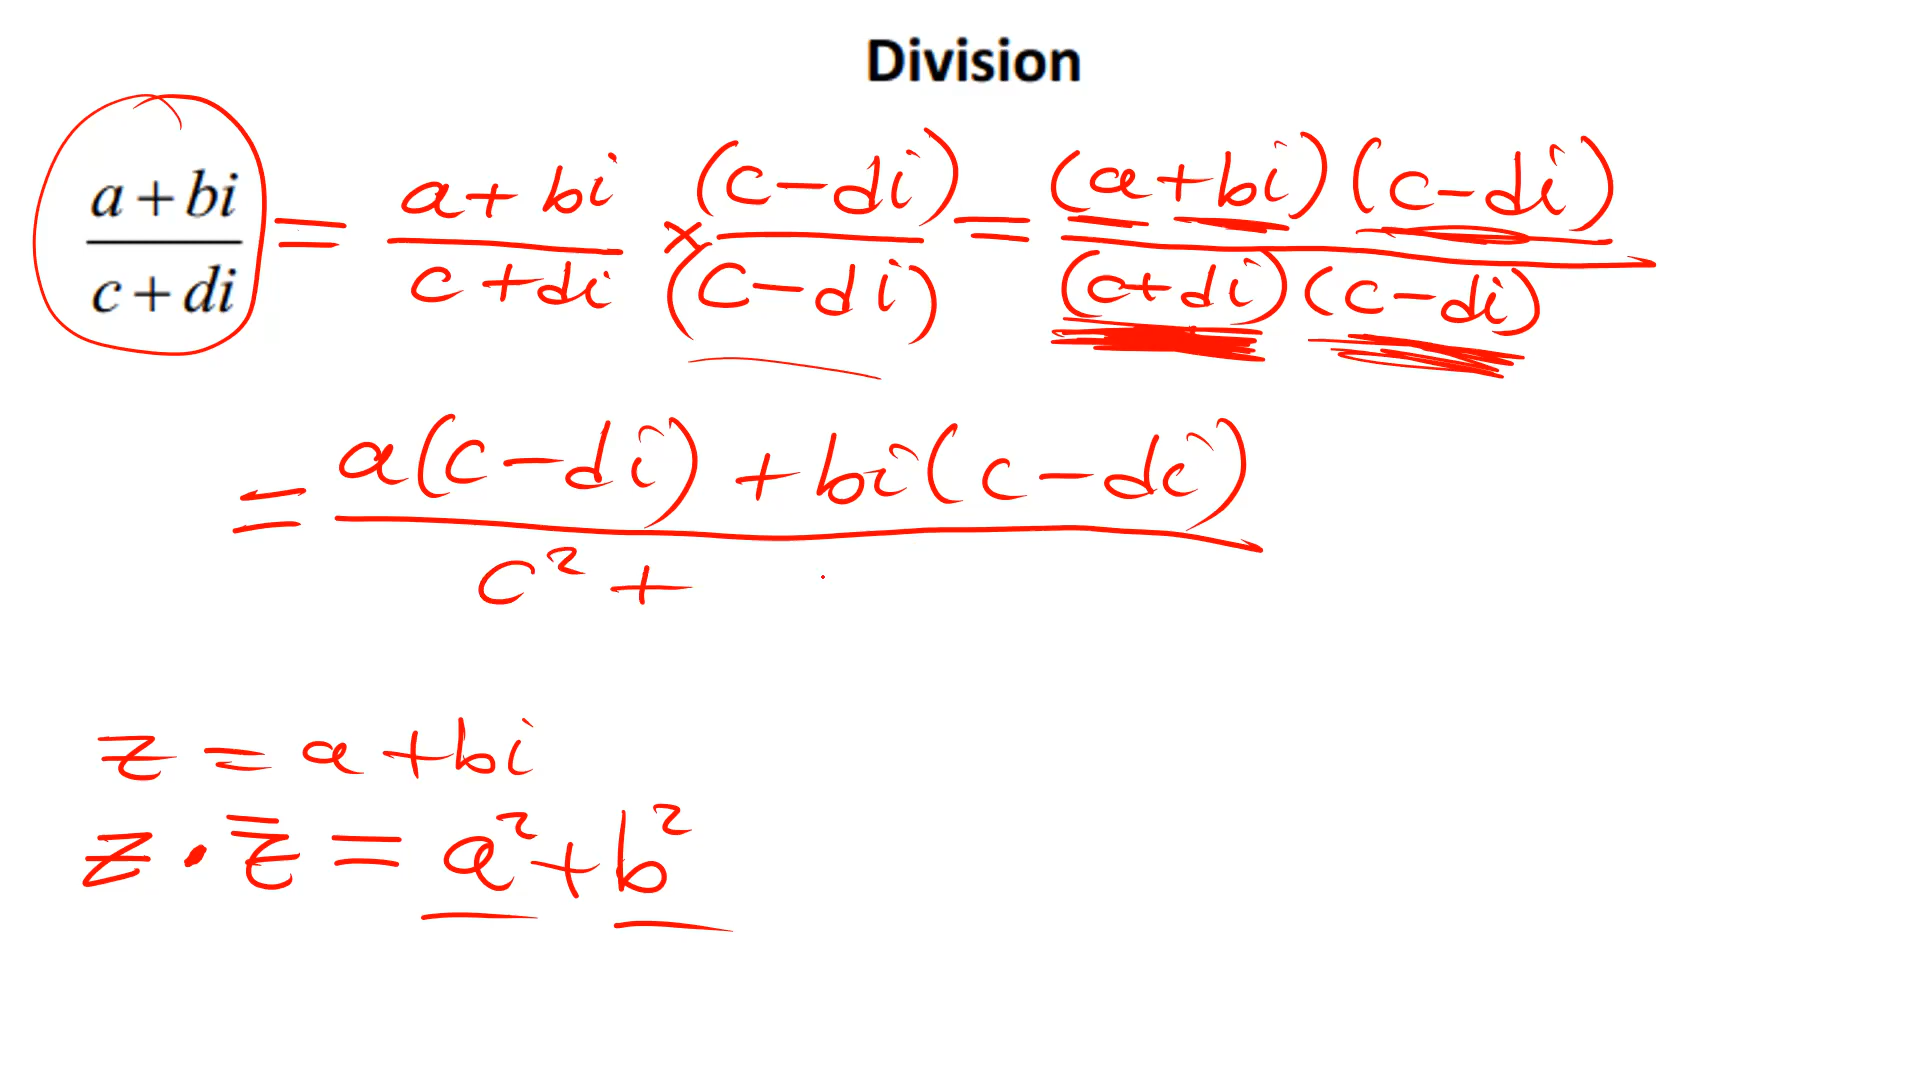 Division
(a+bi)/(c+di) = (a+bi)/(c+di) × (c-di)/(c-di) = (a+bi)(c-di)/(c+di)(c-di)
= a(c-di) + bi(c-di)/c² +
z = a+bi
z · z̄ = a² + b²